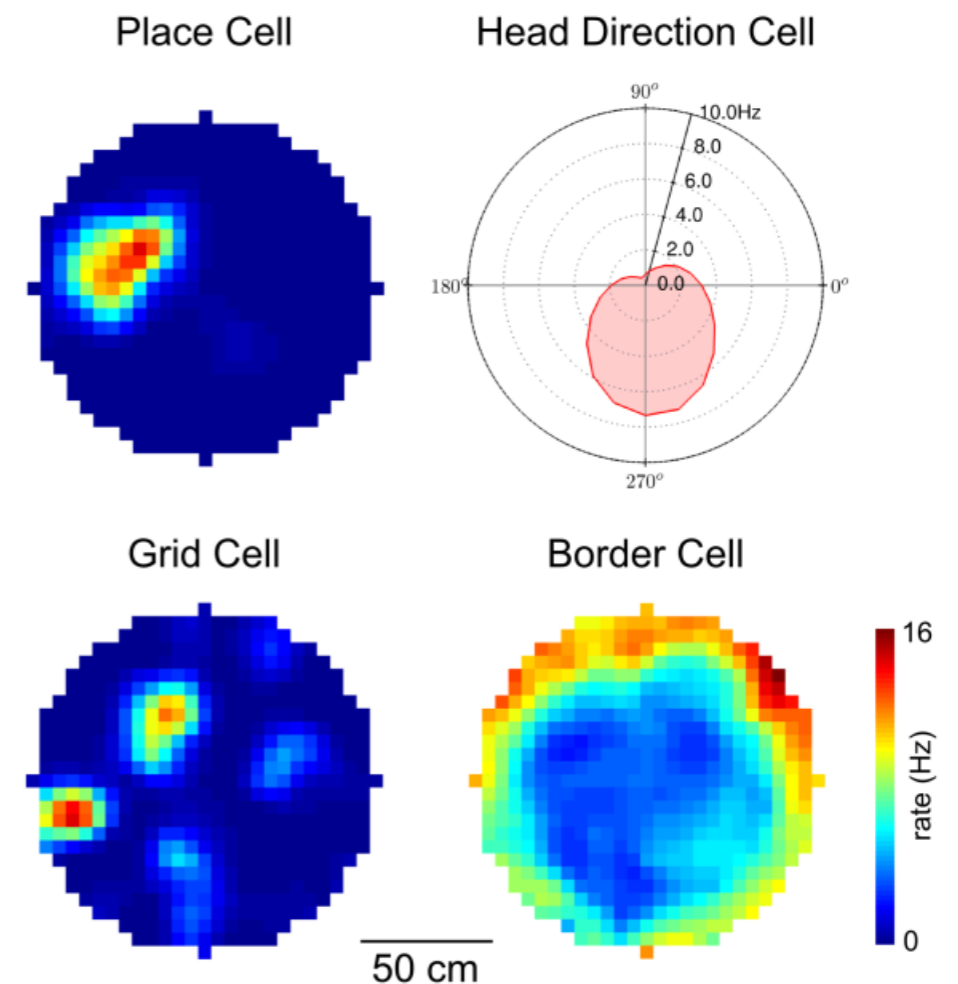 Place Cell
Head Direction Cell
90°
10.0Hz
8.0
6.0
4.0
2.0
0.0
180°
0°
270°
Grid Cell
Border Cell
16
rate (Hz)
0
50 cm